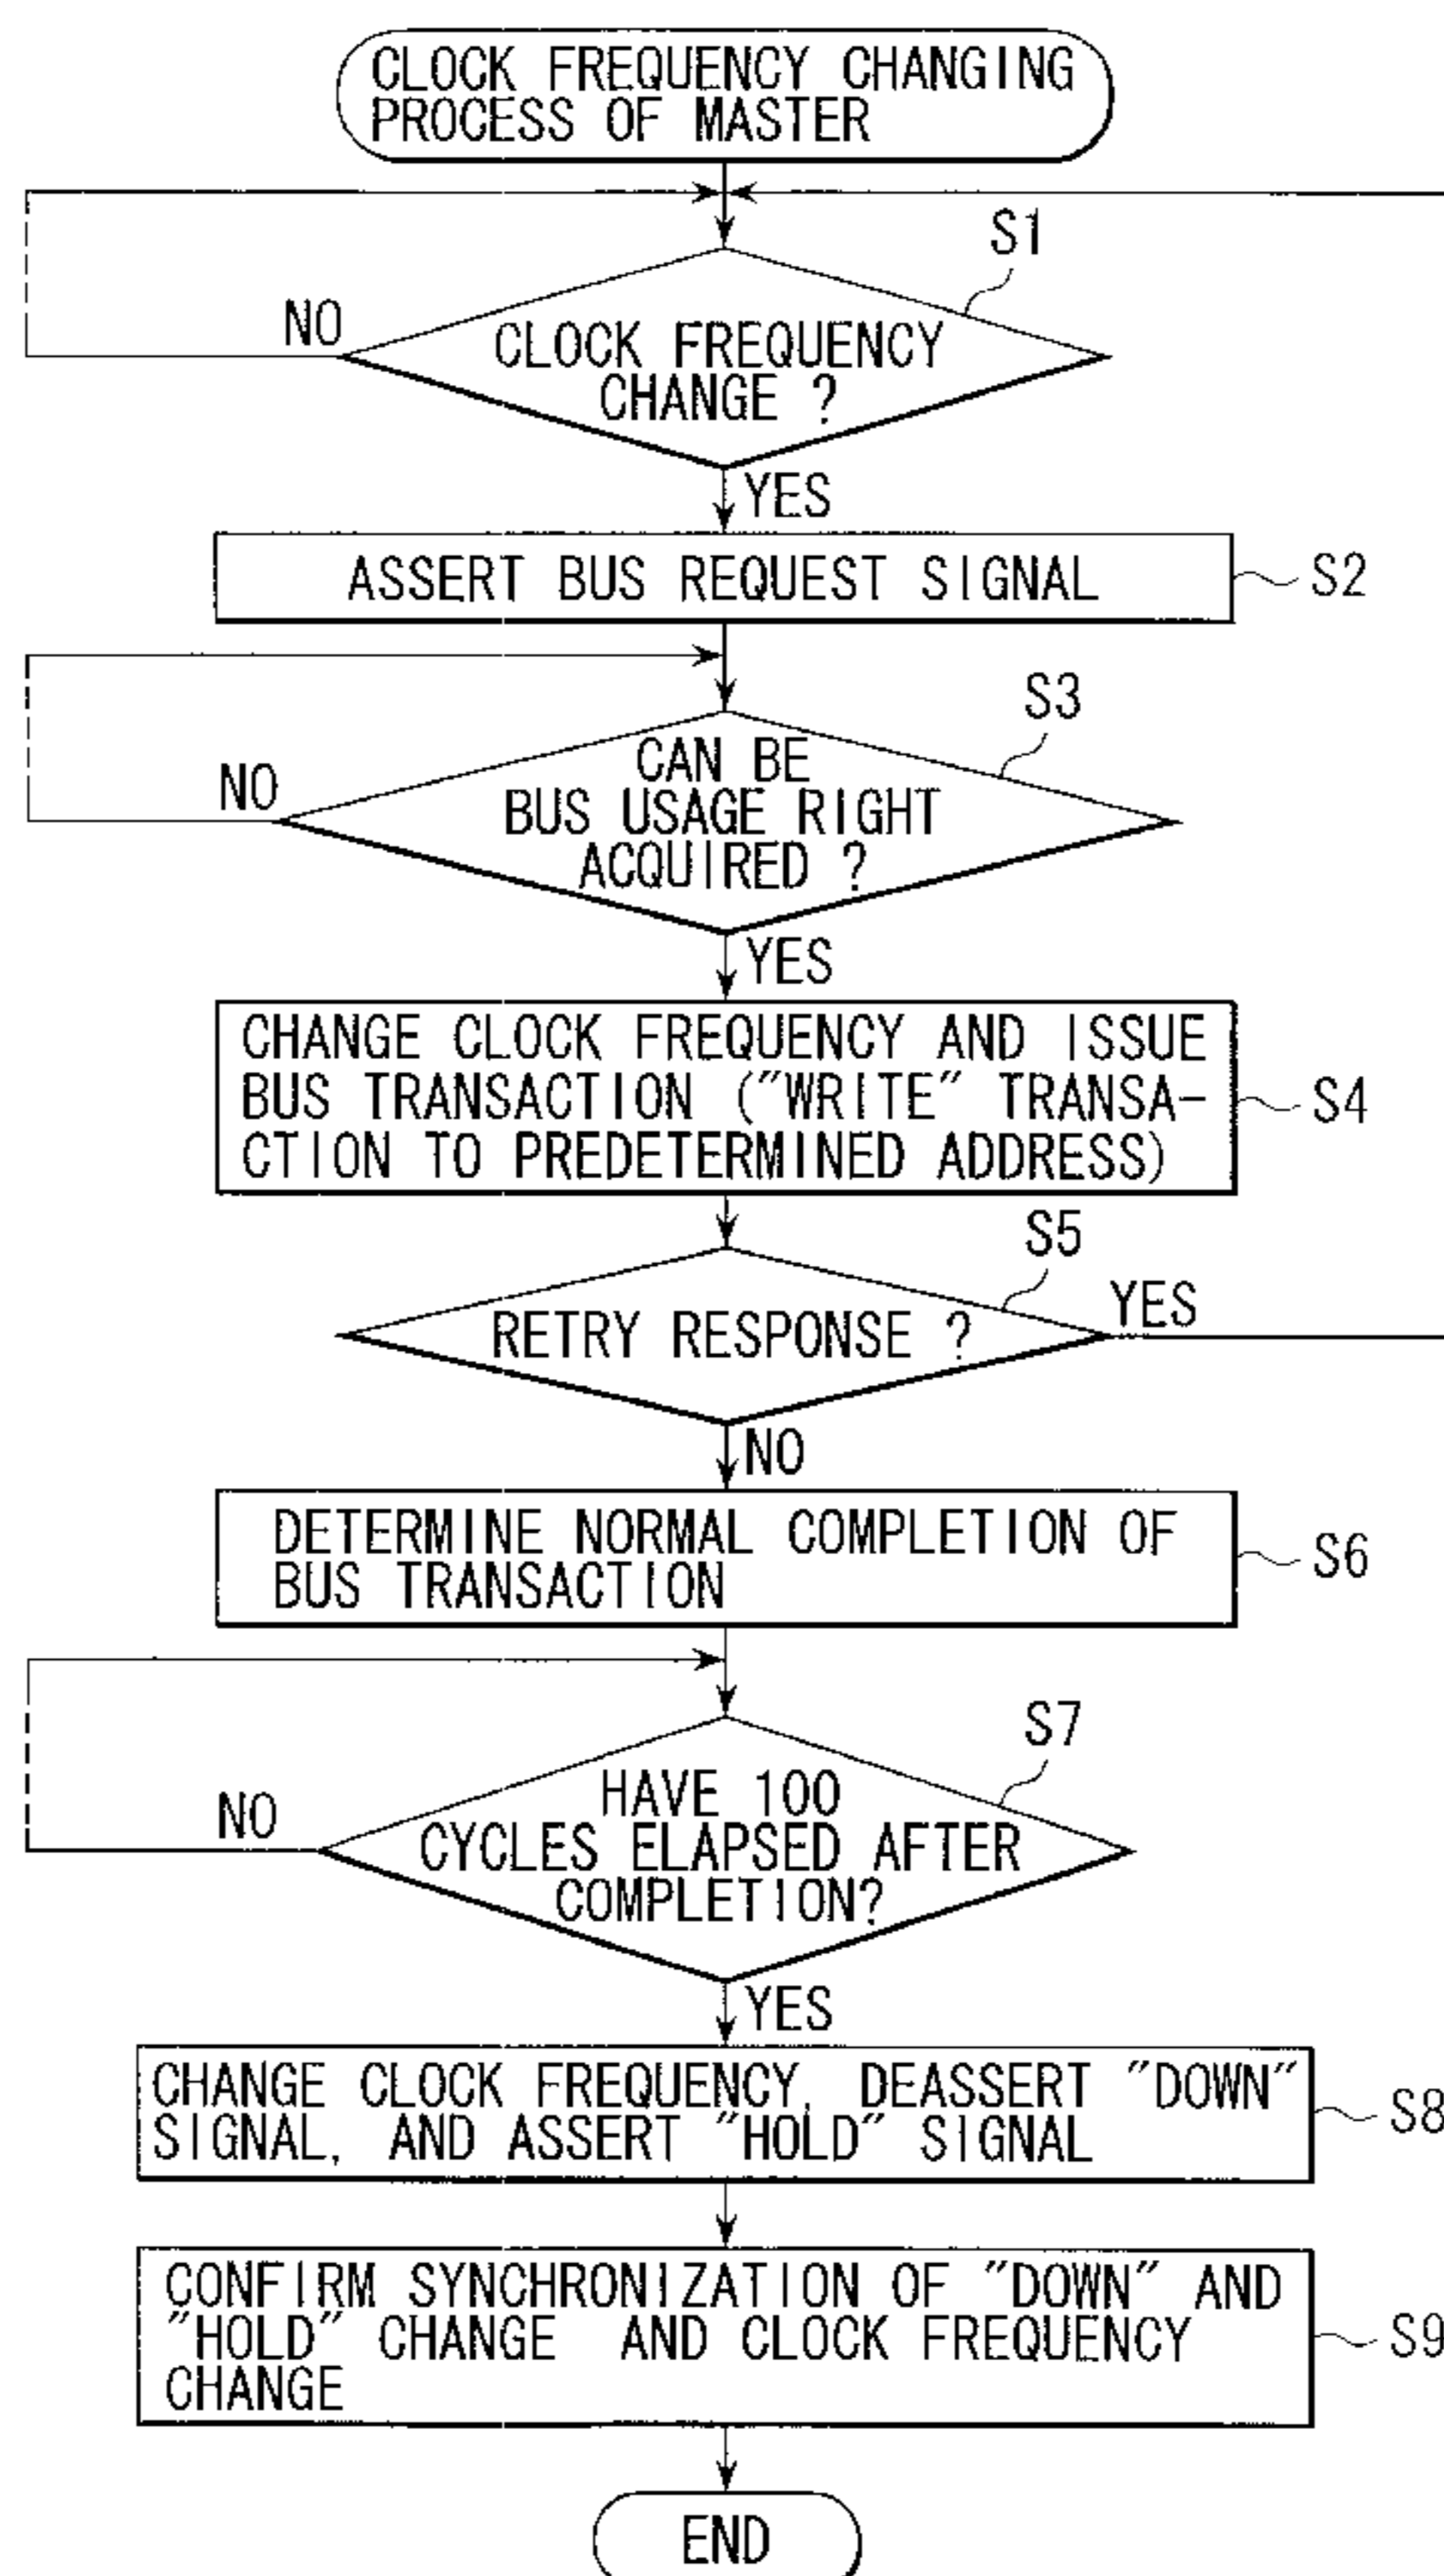 CLOCK FREQUENCY CHANGING
PROCESS OF MASTER
S1
NO
CLOCK FREQUENCY
CHANGE ?
YES
ASSERT BUS REQUEST SIGNAL
S2
S3
NO
CAN BE
BUS USAGE RIGHT
ACQUIRED ?
YES
CHANGE CLOCK FREQUENCY AND ISSUE
BUS TRANSACTION ("WRITE" TRANSA-
CTION TO PREDETERMINED ADDRESS)
S4
S5
YES
RETRY RESPONSE ?
NO
DETERMINE NORMAL COMPLETION OF
BUS TRANSACTION
S6
S7
NO
HAVE 100
CYCLES ELAPSED AFTER
COMPLETION?
YES
CHANGE CLOCK FREQUENCY, DEASSERT "DOWN"
SIGNAL, AND ASSERT "HOLD" SIGNAL
S8
CONFIRM SYNCHRONIZATION OF "DOWN" AND
"HOLD" CHANGE AND CLOCK FREQUENCY
CHANGE
S9
END